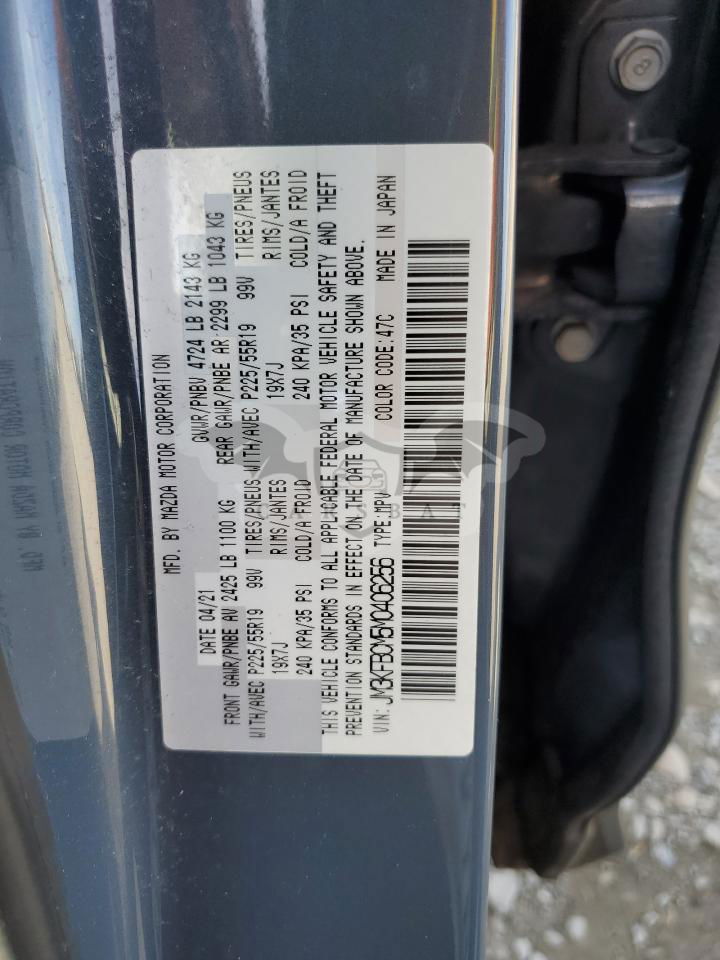 MFD. BY MAZDA MOTOR CORPORATION
DATE 04/21 GVWR/PNBV 4724 LB 2143 KG
FRONT GAWR/PNBE AV 2425 LB 1100 KG REAR GAWR/PNBE AR 2299 LB 1043 KG
WITH/AVEC P225/55R19 99V TIRES/PNEUS WITH/AVEC P225/55R19 99V TIRES/PNEUS
19X7J RIMS/JANTES 19X7J RIMS/JANTES
240 KPA/35 PSI COLD/A FROID 240 KPA/35 PSI COLD/A FROID
THIS VEHICLE CONFORMS TO ALL APPLICABLE FEDERAL MOTOR VEHICLE SAFETY AND THEFT
PREVENTION STANDARDS IN EFFECT ON THE DATE OF MANUFACTURE SHOWN ABOVE.
VIN: JM3KFBCM5M0406256 TYPE:MPV COLOR CODE:47C MADE IN JAPAN
CARSBAT
8